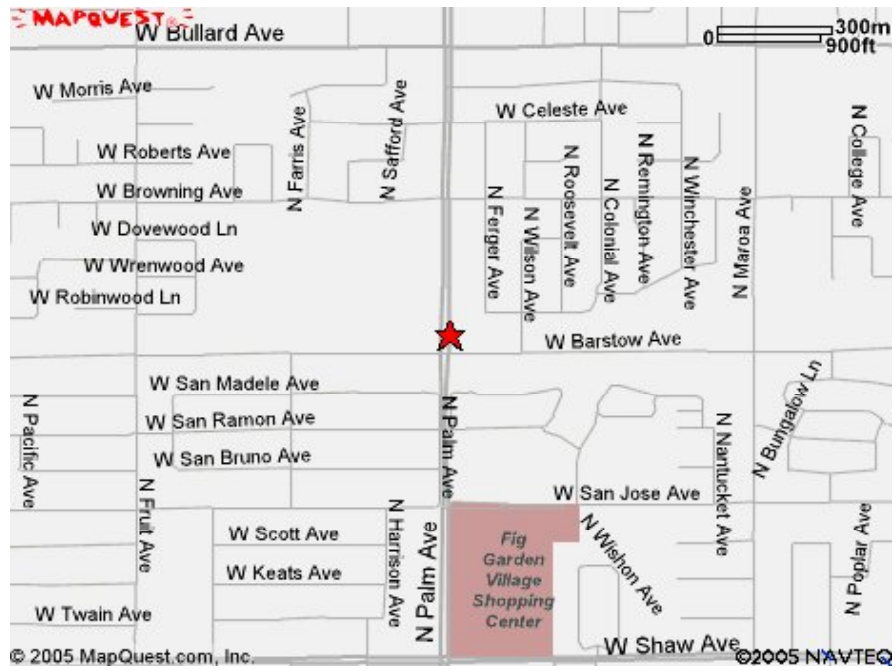 MAPQUEST
W Bullard Ave
300m
0
900ft
W Morris Ave
W Celeste Ave
N Farris Ave
N Safford Ave
N College Ave
W Roberts Ave
W Browning Ave
N Ferger Ave
N Wilson Ave
N Roosevelt Ave
N Colonial Ave
N Remington Ave
N Winchester Ave
N Maroa Ave
W Dovewood Ln
W Wrenwood Ave
W Robinwood Ln
W Barstow Ave
W San Madele Ave
W San Ramon Ave
W San Bruno Ave
N Pacific Ave
N Palm Ave
N Nantucket Ave
N Bungalow Ln
N Fruit Ave
W San Jose Ave
N Harrison Ave
W Scott Ave
W Keats Ave
W Twain Ave
N Palm Ave
Fig
Garden
Village
Shopping
Center
N Wishon Ave
N Poplar Ave
W Shaw Ave
© 2005 MapQuest.com, Inc.
©2005 NAVTEQ